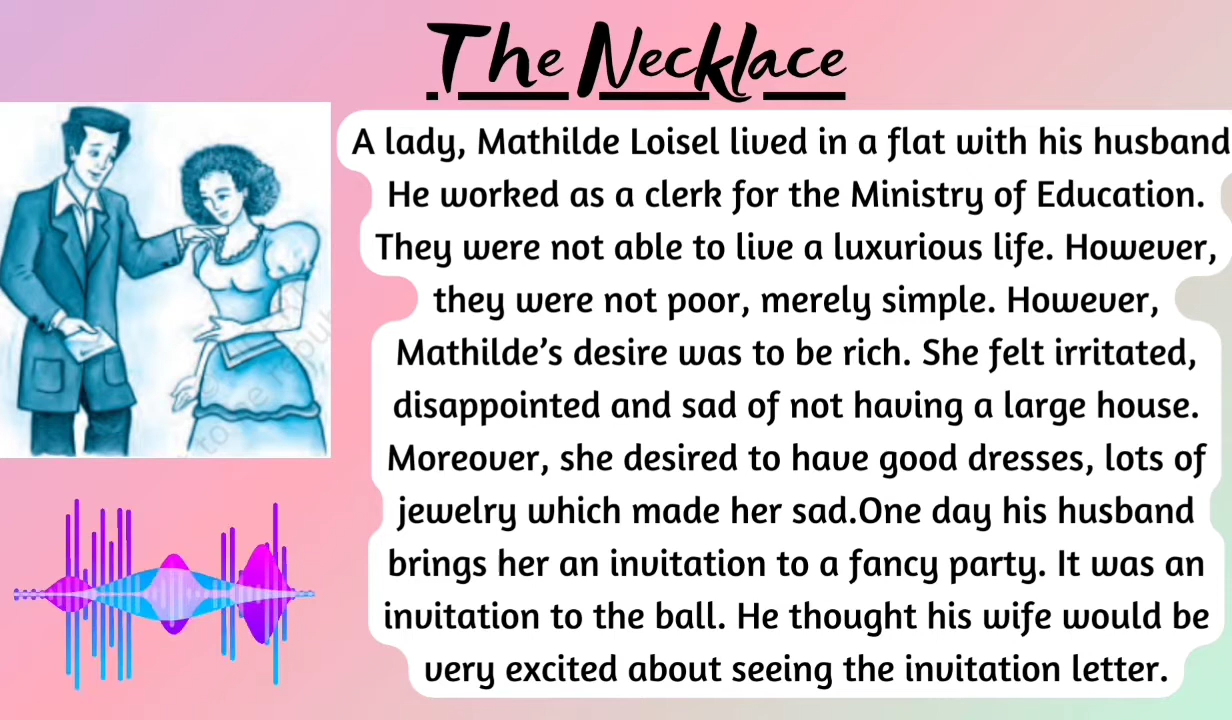 The Necklace
A lady, Mathilde Loisel lived in a flat with his husband
He worked as a clerk for the Ministry of Education.
They were not able to live a luxurious life. However,
they were not poor, merely simple. However,
Mathilde’s desire was to be rich. She felt irritated,
disappointed and sad of not having a large house.
Moreover, she desired to have good dresses, lots of
jewelry which made her sad.One day his husband
brings her an invitation to a fancy party. It was an
invitation to the ball. He thought his wife would be
very excited about seeing the invitation letter.